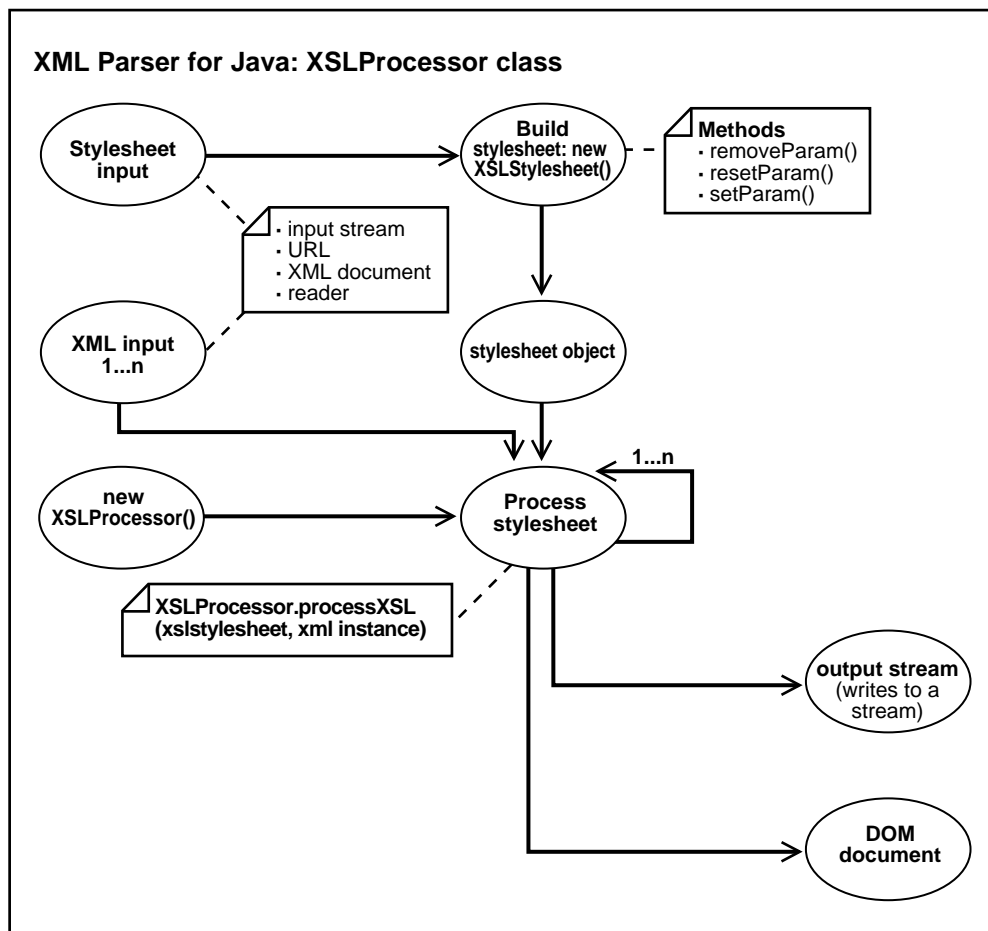 XML Parser for Java: XSLProcessor class
Stylesheet
input
Build
stylesheet: new
XSLStylesheet()
Methods
· removeParam()
· resetParam()
· setParam()
· input stream
· URL
· XML document
· reader
XML input
1...n
stylesheet object
1...n
new
XSLProcessor()
Process
stylesheet
XSLProcessor.processXSL
(xslstylesheet, xml instance)
output stream
(writes to a
stream)
DOM
document